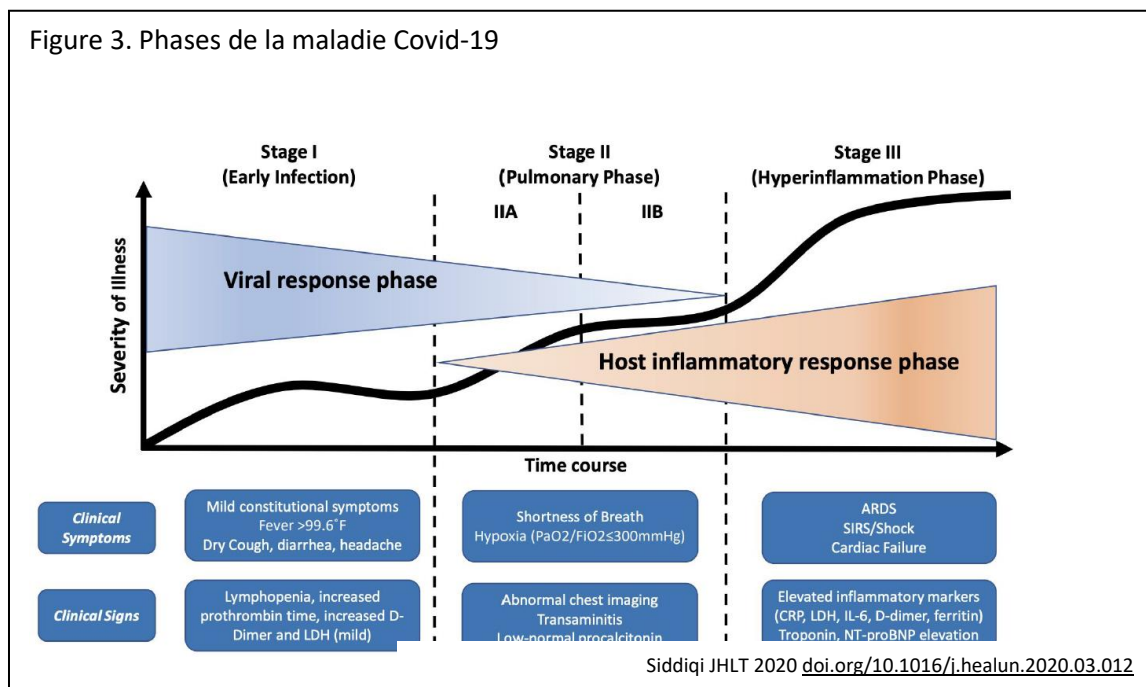 Figure 3. Phases de la maladie Covid-19
Stage I
(Early Infection)
Stage II
(Pulmonary Phase)
IIA
IIB
Stage III
(Hyperinflammation Phase)
Severity of Illness
Viral response phase
Host inflammatory response phase
Time course
Clinical
Symptoms
Mild constitutional symptoms
Fever >99.6°F
Dry Cough, diarrhea, headache
Shortness of Breath
Hypoxia (PaO2/FiO2≤300mmHg)
ARDS
SIRS/Shock
Cardiac Failure
Clinical Signs
Lymphopenia, increased
prothrombin time, increased D-
Dimer and LDH (mild)
Abnormal chest imaging
Transaminitis
Low-normal procalcitonin
Elevated inflammatory markers
(CRP, LDH, IL-6, D-dimer, ferritin)
Troponin, NT-proBNP elevation
Siddiqi JHLT 2020 doi.org/10.1016/j.healun.2020.03.012